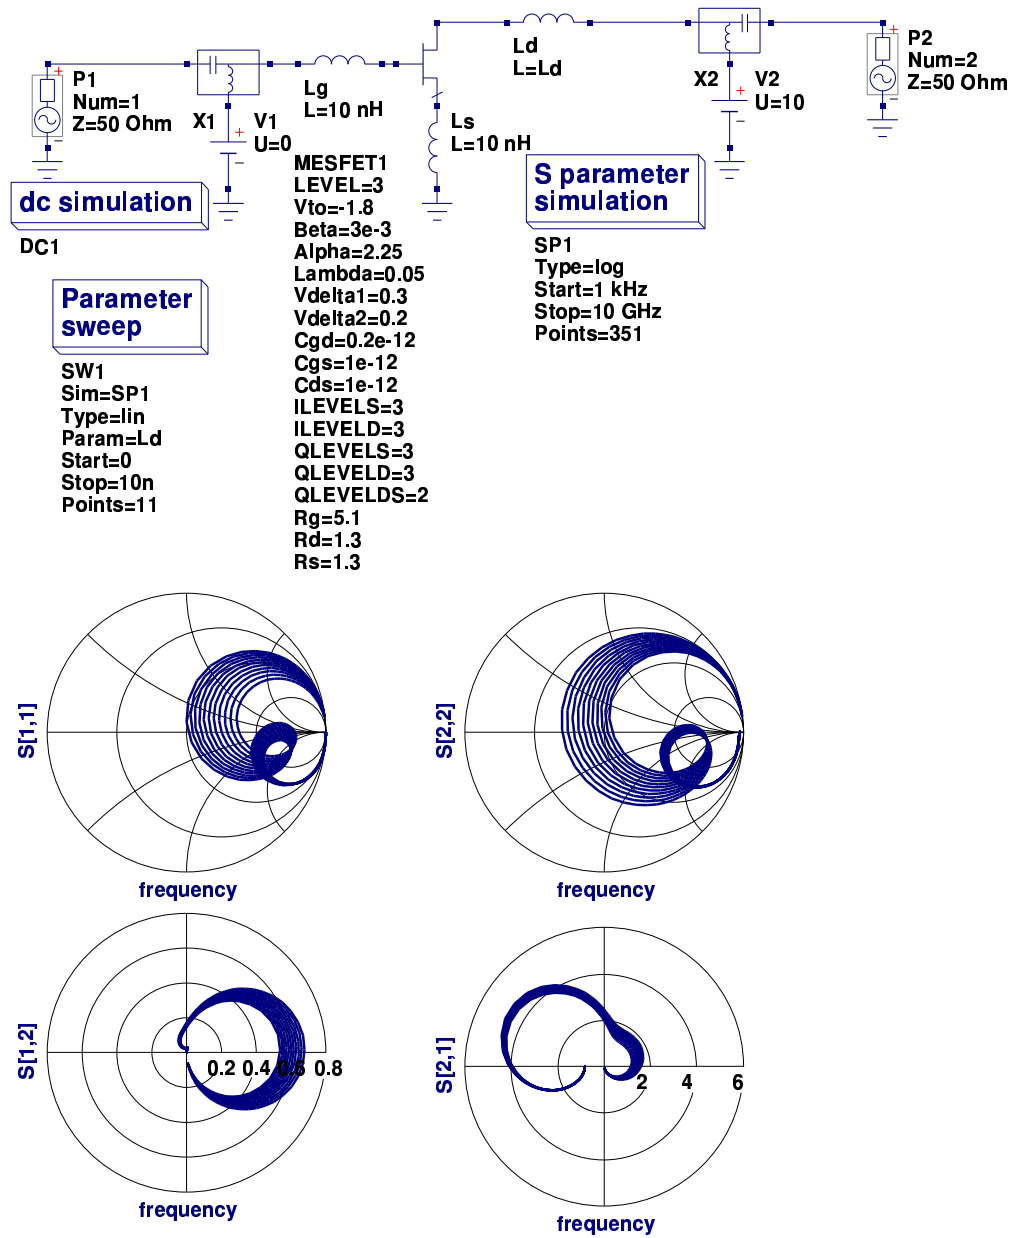 P1
Num=1
Z=50 Ohm
X1
V1
U=0
Lg
L=10 nH
Ld
L=Ld
Ls
L=10 nH
X2
V2
U=10
P2
Num=2
Z=50 Ohm
dc simulation
DC1
Parameter
sweep
SW1
Sim=SP1
Type=lin
Param=Ld
Start=0
Stop=10n
Points=11
MESFET1
LEVEL=3
Vto=-1.8
Beta=3e-3
Alpha=2.25
Lambda=0.05
Vdelta1=0.3
Vdelta2=0.2
Cgd=0.2e-12
Cgs=1e-12
Cds=1e-12
ILEVELS=3
ILEVELD=3
QLEVELS=3
QLEVELD=3
QLEVELDS=2
Rg=5.1
Rd=1.3
Rs=1.3
S parameter
simulation
SP1
Type=log
Start=1 kHz
Stop=10 GHz
Points=351
S[1,1]
frequency
S[2,2]
frequency
S[1,2]
0.2 0.4 0.6 0.8
frequency
S[2,1]
2 4 6
frequency